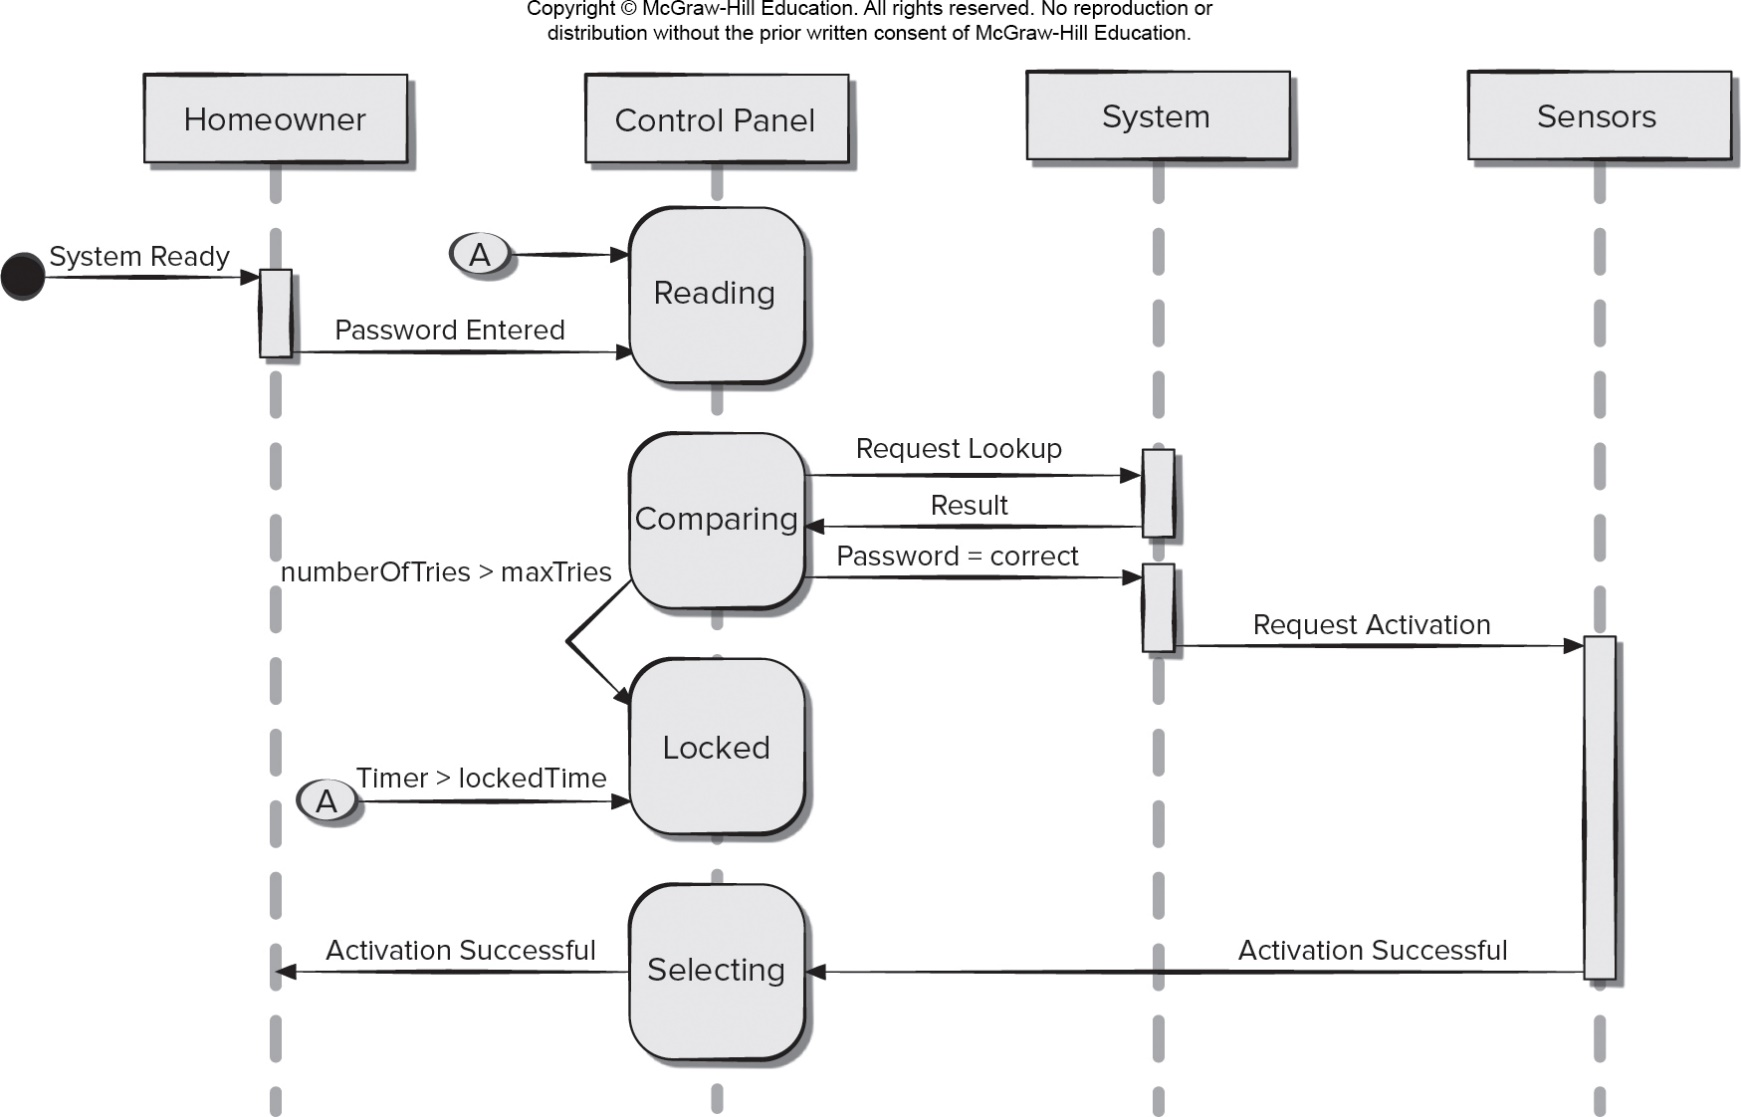 Copyright © McGraw-Hill Education. All rights reserved. No reproduction or
distribution without the prior written consent of McGraw-Hill Education.
Homeowner
Control Panel
System
Sensors
System Ready
A
Reading
Password Entered
Request Lookup
Result
Comparing
Password = correct
numberOfTries > maxTries
Request Activation
Locked
Timer > lockedTime
A
Activation Successful
Selecting
Activation Successful